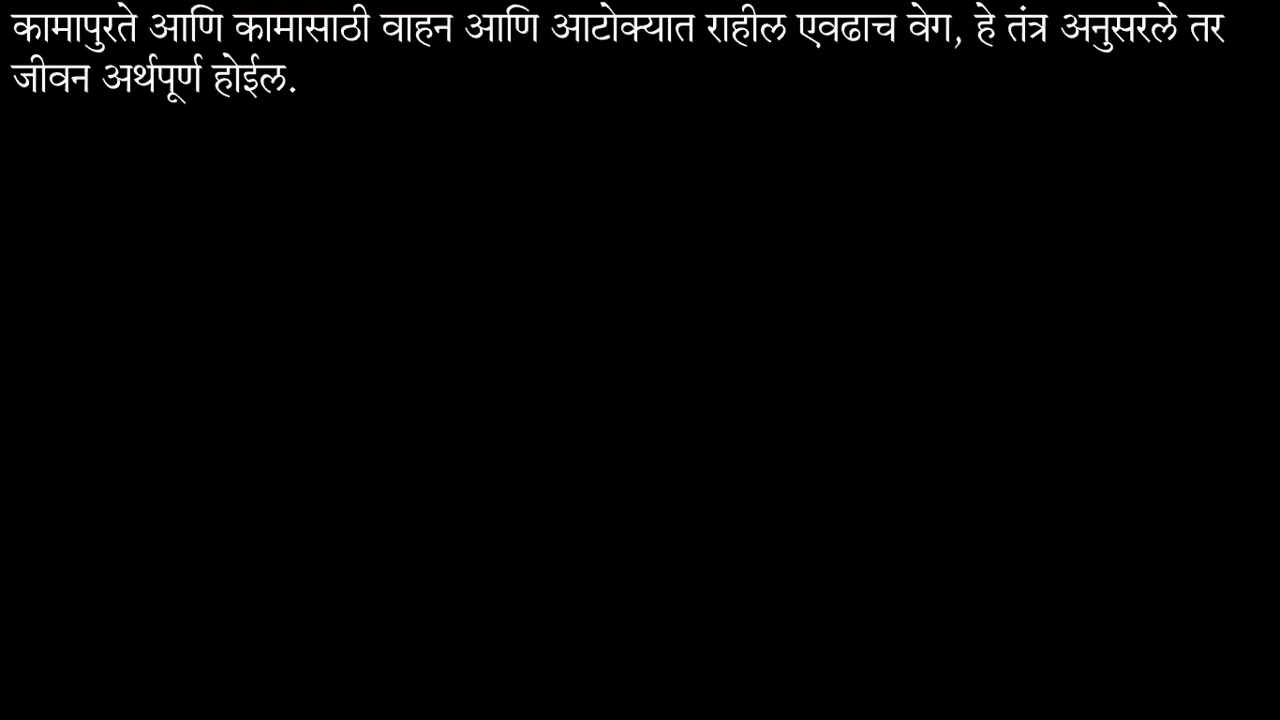 कामापुरते आणि कामासाठी वाहन आणि आटोक्यात राहील एवढाच वेग, हे तंत्र अनुसरले तर
जीवन अर्थपूर्ण होईल.